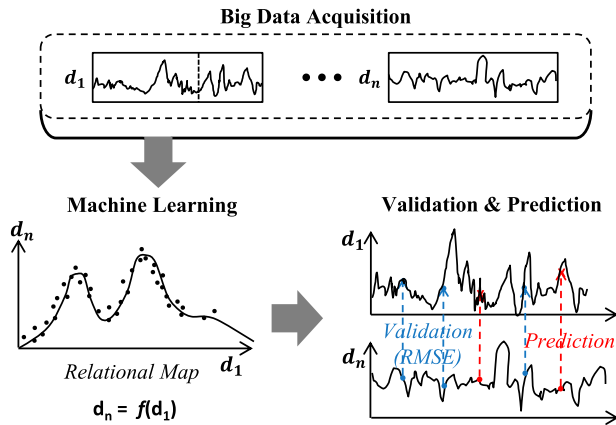 Big Data Acquisition
d1 ••• dn
Machine Learning
Validation & Prediction
dn
d1
Relational Map
dn = f(d1)
d1
Validation
(RMSE)
Prediction
dn